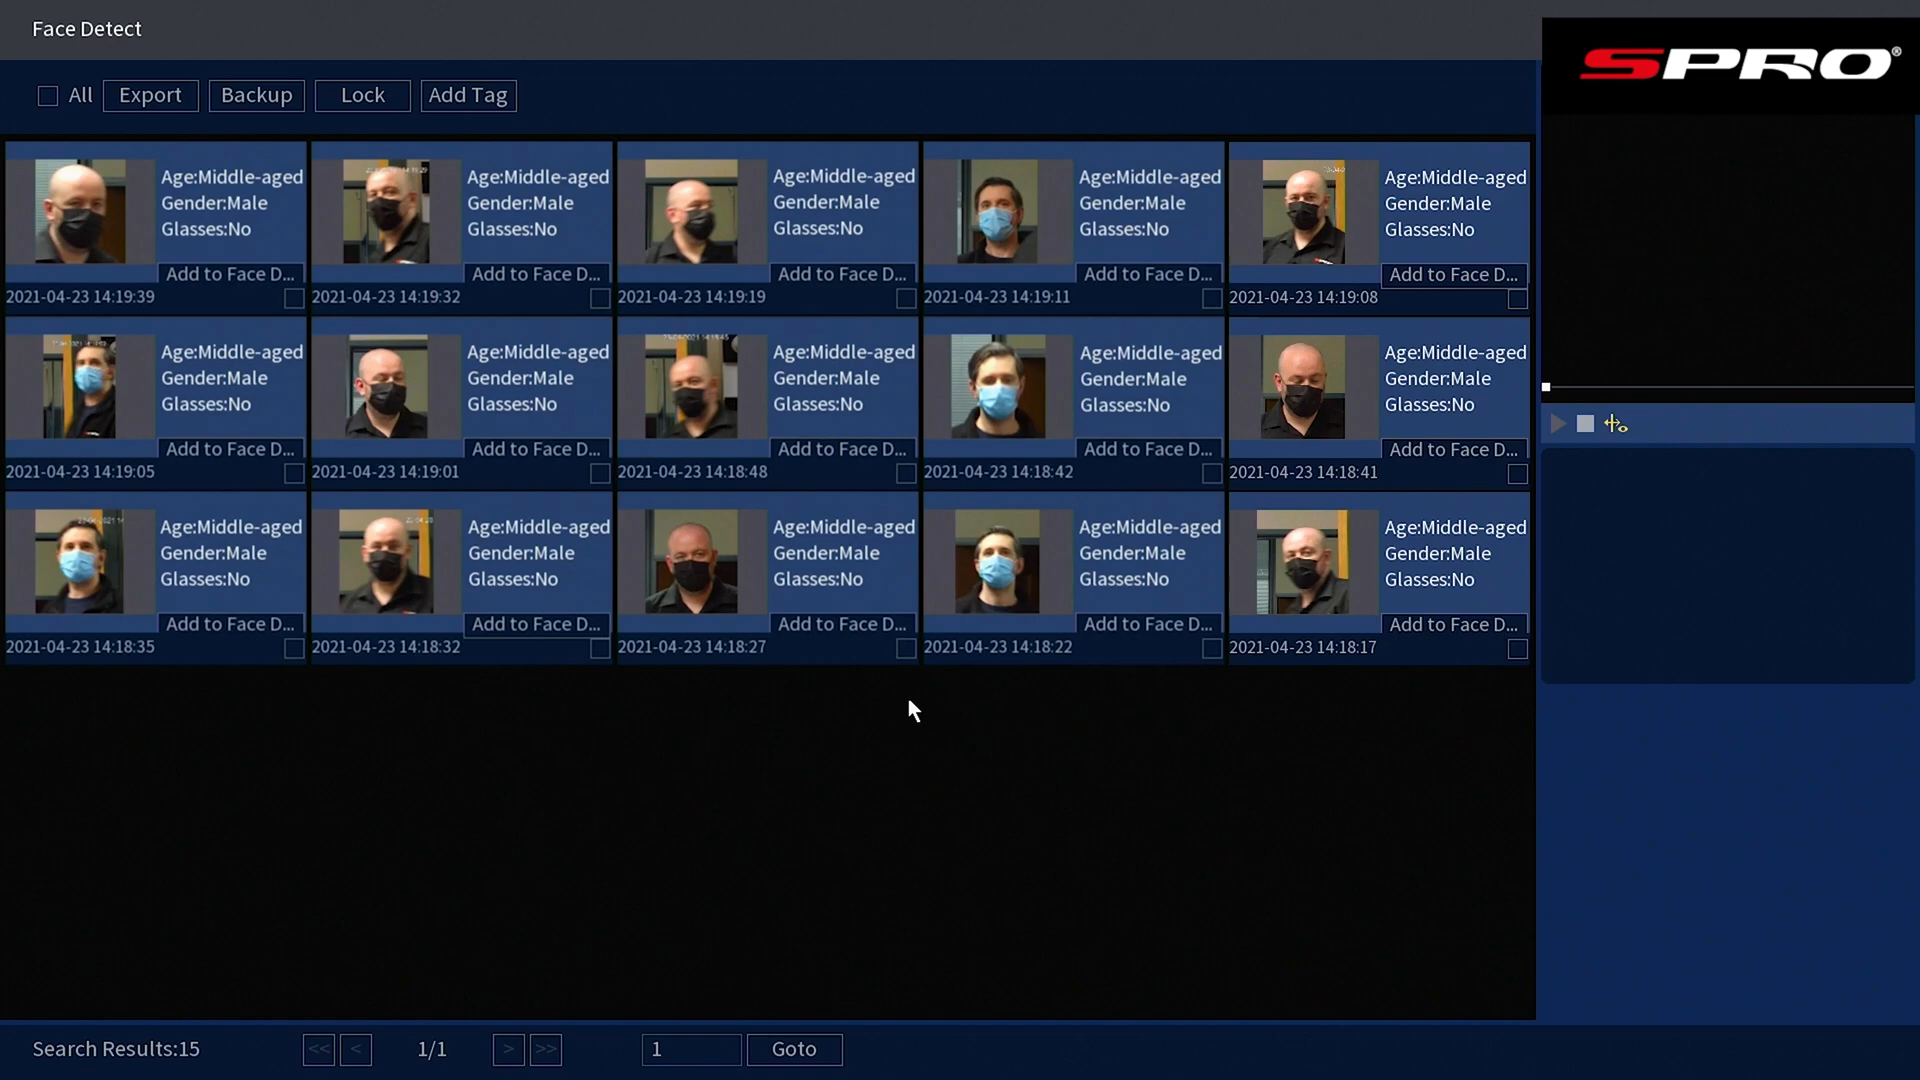 Face Detect
SPRO®
All
Export
Backup
Lock
Add Tag
Age:Middle-aged
Gender:Male
Glasses:No
Add to Face D...
2021-04-23 14:19:39
Age:Middle-aged
Gender:Male
Glasses:No
Add to Face D...
2021-04-23 14:19:32
Age:Middle-aged
Gender:Male
Glasses:No
Add to Face D...
2021-04-23 14:19:19
Age:Middle-aged
Gender:Male
Glasses:No
Add to Face D...
2021-04-23 14:19:11
Age:Middle-aged
Gender:Male
Glasses:No
Add to Face D...
2021-04-23 14:19:08
Age:Middle-aged
Gender:Male
Glasses:No
Add to Face D...
2021-04-23 14:19:05
Age:Middle-aged
Gender:Male
Glasses:No
Add to Face D...
2021-04-23 14:19:01
Age:Middle-aged
Gender:Male
Glasses:No
Add to Face D...
2021-04-23 14:18:48
Age:Middle-aged
Gender:Male
Glasses:No
Add to Face D...
2021-04-23 14:18:42
Age:Middle-aged
Gender:Male
Glasses:No
Add to Face D...
2021-04-23 14:18:41
Age:Middle-aged
Gender:Male
Glasses:No
Add to Face D...
2021-04-23 14:18:35
Age:Middle-aged
Gender:Male
Glasses:No
Add to Face D...
2021-04-23 14:18:32
Age:Middle-aged
Gender:Male
Glasses:No
Add to Face D...
2021-04-23 14:18:27
Age:Middle-aged
Gender:Male
Glasses:No
Add to Face D...
2021-04-23 14:18:22
Age:Middle-aged
Gender:Male
Glasses:No
Add to Face D...
2021-04-23 14:18:17
Search Results:15
<<
<
1/1
>
>>
1
Goto